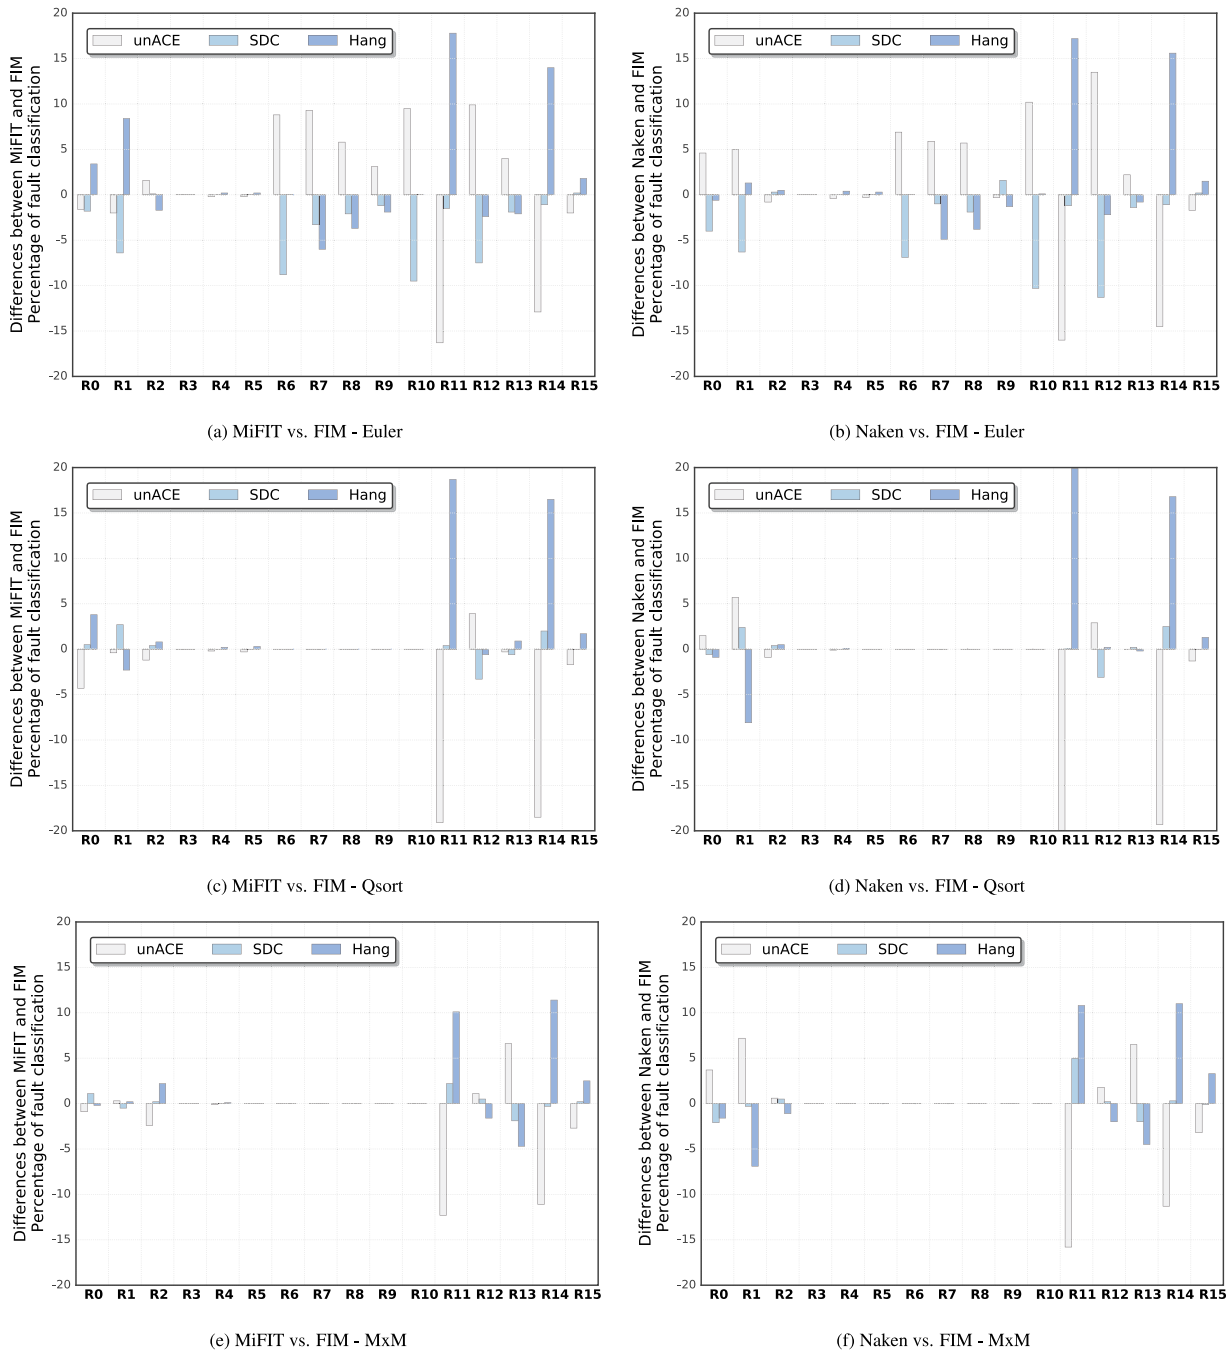 Differences between MiFIT and FIM
Percentage of fault classification
20
15
10
5
0
-5
-10
-15
-20
unACE SDC Hang
R0 R1 R2 R3 R4 R5 R6 R7 R8 R9 R10 R11 R12 R13 R14 R15
(a) MiFIT vs. FIM - Euler
Differences between Naken and FIM
Percentage of fault classification
20
15
10
5
0
-5
-10
-15
-20
unACE SDC Hang
R0 R1 R2 R3 R4 R5 R6 R7 R8 R9 R10 R11 R12 R13 R14 R15
(b) Naken vs. FIM - Euler
Differences between MiFIT and FIM
Percentage of fault classification
20
15
10
5
0
-5
-10
-15
-20
unACE SDC Hang
R0 R1 R2 R3 R4 R5 R6 R7 R8 R9 R10 R11 R12 R13 R14 R15
(c) MiFIT vs. FIM - Qsort
Differences between Naken and FIM
Percentage of fault classification
20
15
10
5
0
-5
-10
-15
-20
unACE SDC Hang
R0 R1 R2 R3 R4 R5 R6 R7 R8 R9 R10 R11 R12 R13 R14 R15
(d) Naken vs. FIM - Qsort
Differences between MiFIT and FIM
Percentage of fault classification
20
15
10
5
0
-5
-10
-15
-20
unACE SDC Hang
R0 R1 R2 R3 R4 R5 R6 R7 R8 R9 R10 R11 R12 R13 R14 R15
(e) MiFIT vs. FIM - MxM
Differences between Naken and FIM
Percentage of fault classification
20
15
10
5
0
-5
-10
-15
-20
unACE SDC Hang
R0 R1 R2 R3 R4 R5 R6 R7 R8 R9 R10 R11 R12 R13 R14 R15
(f) Naken vs. FIM - MxM